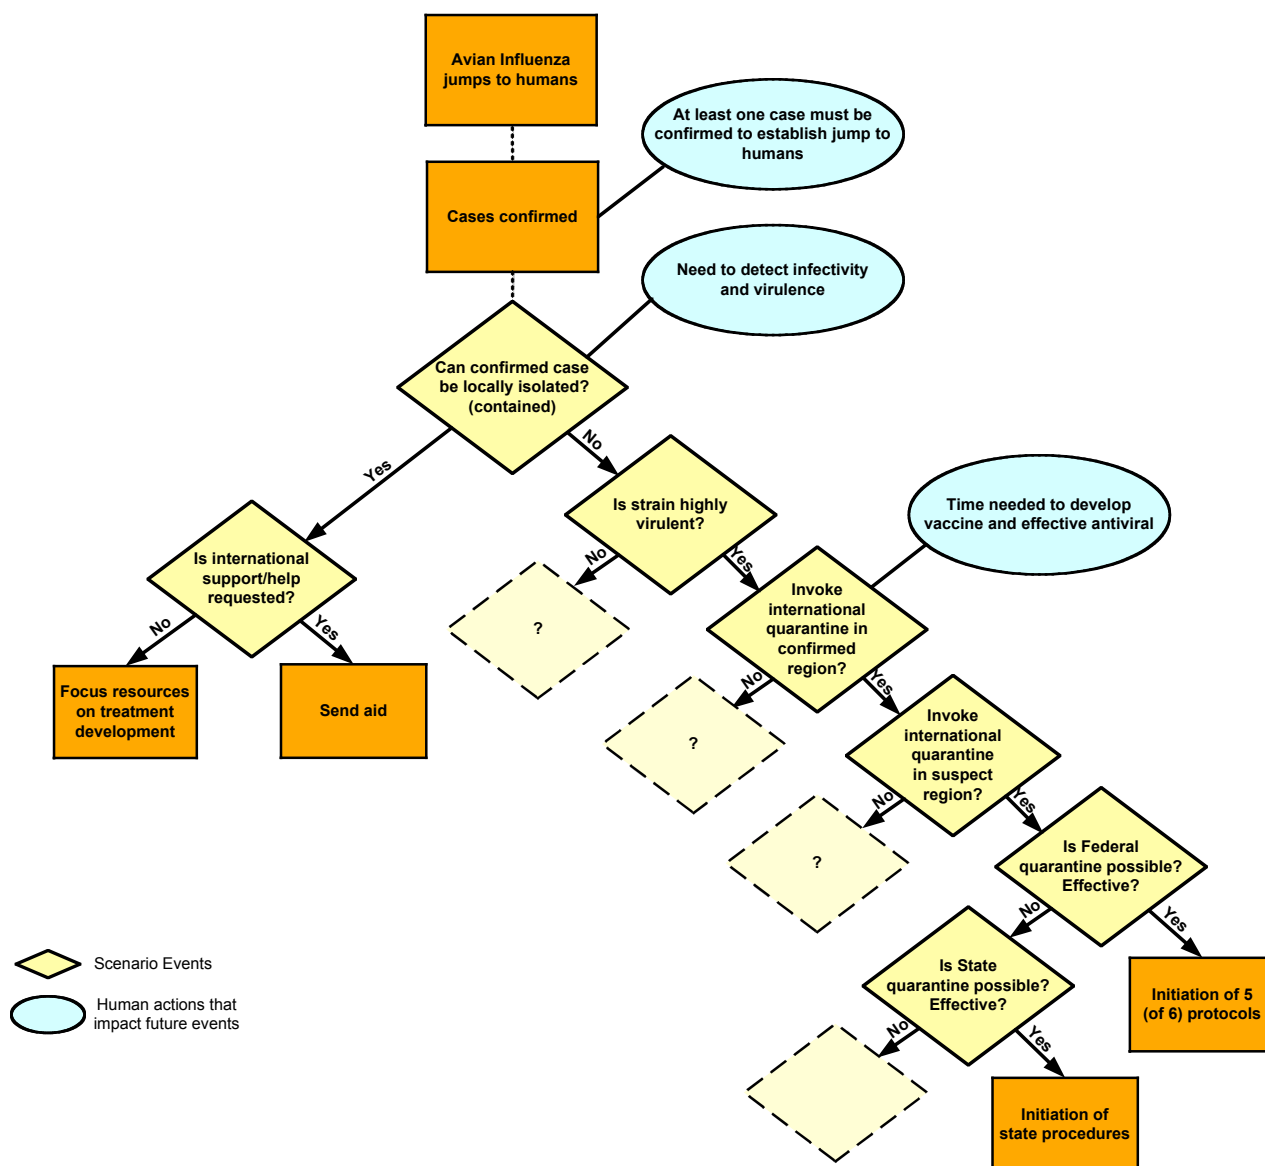 Avian Influenza
jumps to humans
At least one case must be
confirmed to establish jump to
humans
Cases confirmed
Need to detect infectivity
and virulence
Can confirmed case
be locally isolated?
(contained)
No
Yes
Is strain highly
virulent?
Time needed to develop
vaccine and effective antiviral
Is international
support/help
requested?
No
Yes
No
Yes
?
Invoke
international
quarantine in
confirmed
region?
Focus resources
on treatment
development
Send aid
No
Yes
?
Invoke
international
quarantine
in suspect
region?
No
Yes
?
Is Federal
quarantine possible?
Effective?
No
Yes
Scenario Events
Human actions that
impact future events
Is State
quarantine possible?
Effective?
Initiation of 5
(of 6) protocols
No
Yes
Initiation of
state procedures